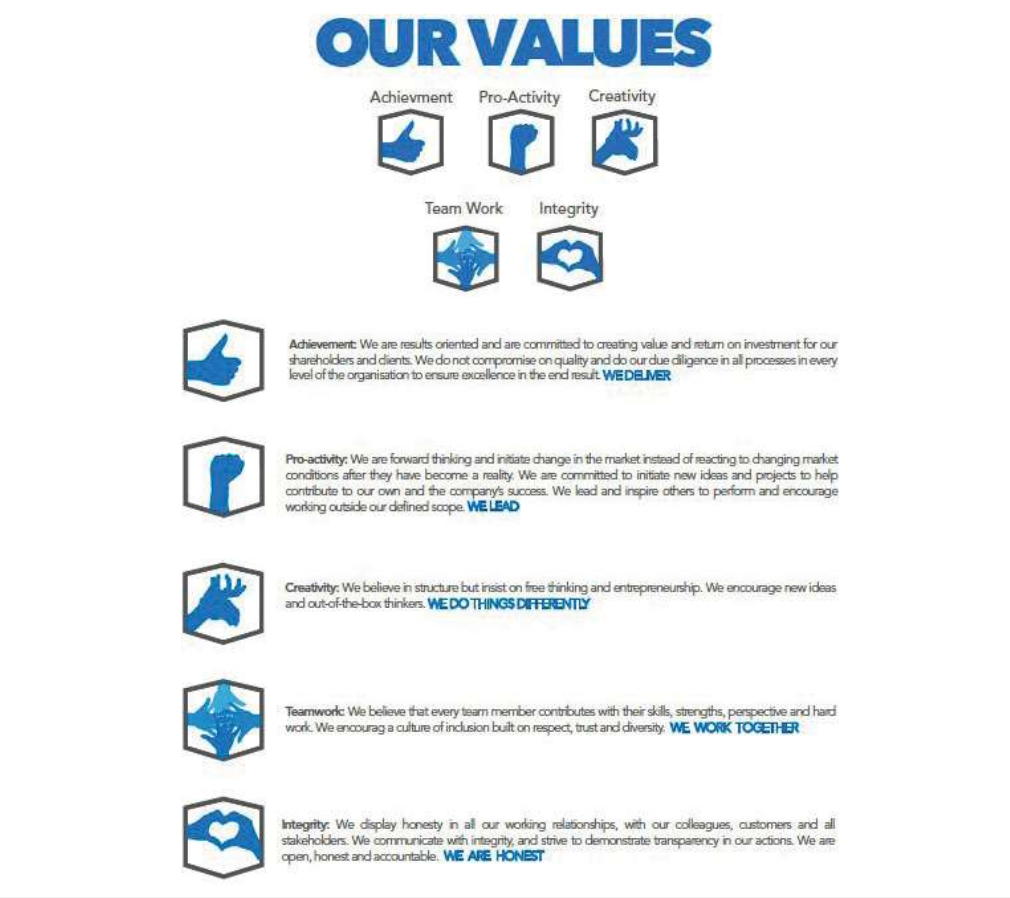 OUR VALUES
Achievment Pro-Activity Creativity
Team Work Integrity
Achievement: We are results oriented and are committed to creating value and return on investment for our
shareholders and clients. We do not compromise on quality and do our due diligence in all processes in every
level of the organisation to ensure excellence in the end result. WE DELIVER
Pro-activity: We are forward thinking and initiate change in the market instead of reacting to changing market
conditions after they have become a reality. We are committed to initiate new ideas and projects to help
contribute to our own and the company's success. We lead and inspire others to perform and encourage
working outside our defined scope. WE LEAD
Creativity: We believe in structure but insist on free thinking and entrepreneurship. We encourage new ideas
and out-of-the-box thinkers. WE DO THINGS DIFFERENTLY
Teamwork: We believe that every team member contributes with their skills, strengths, perspective and hard
work. We encourag a culture of inclusion built on respect, trust and diversity. WE WORK TOGETHER
Integrity: We display honesty in all our working relationships, with our colleagues, customers and all
stakeholders. We communicate with integrity, and strive to demonstrate transparency in our actions. We are
open, honest and accountable. WE ARE HONEST